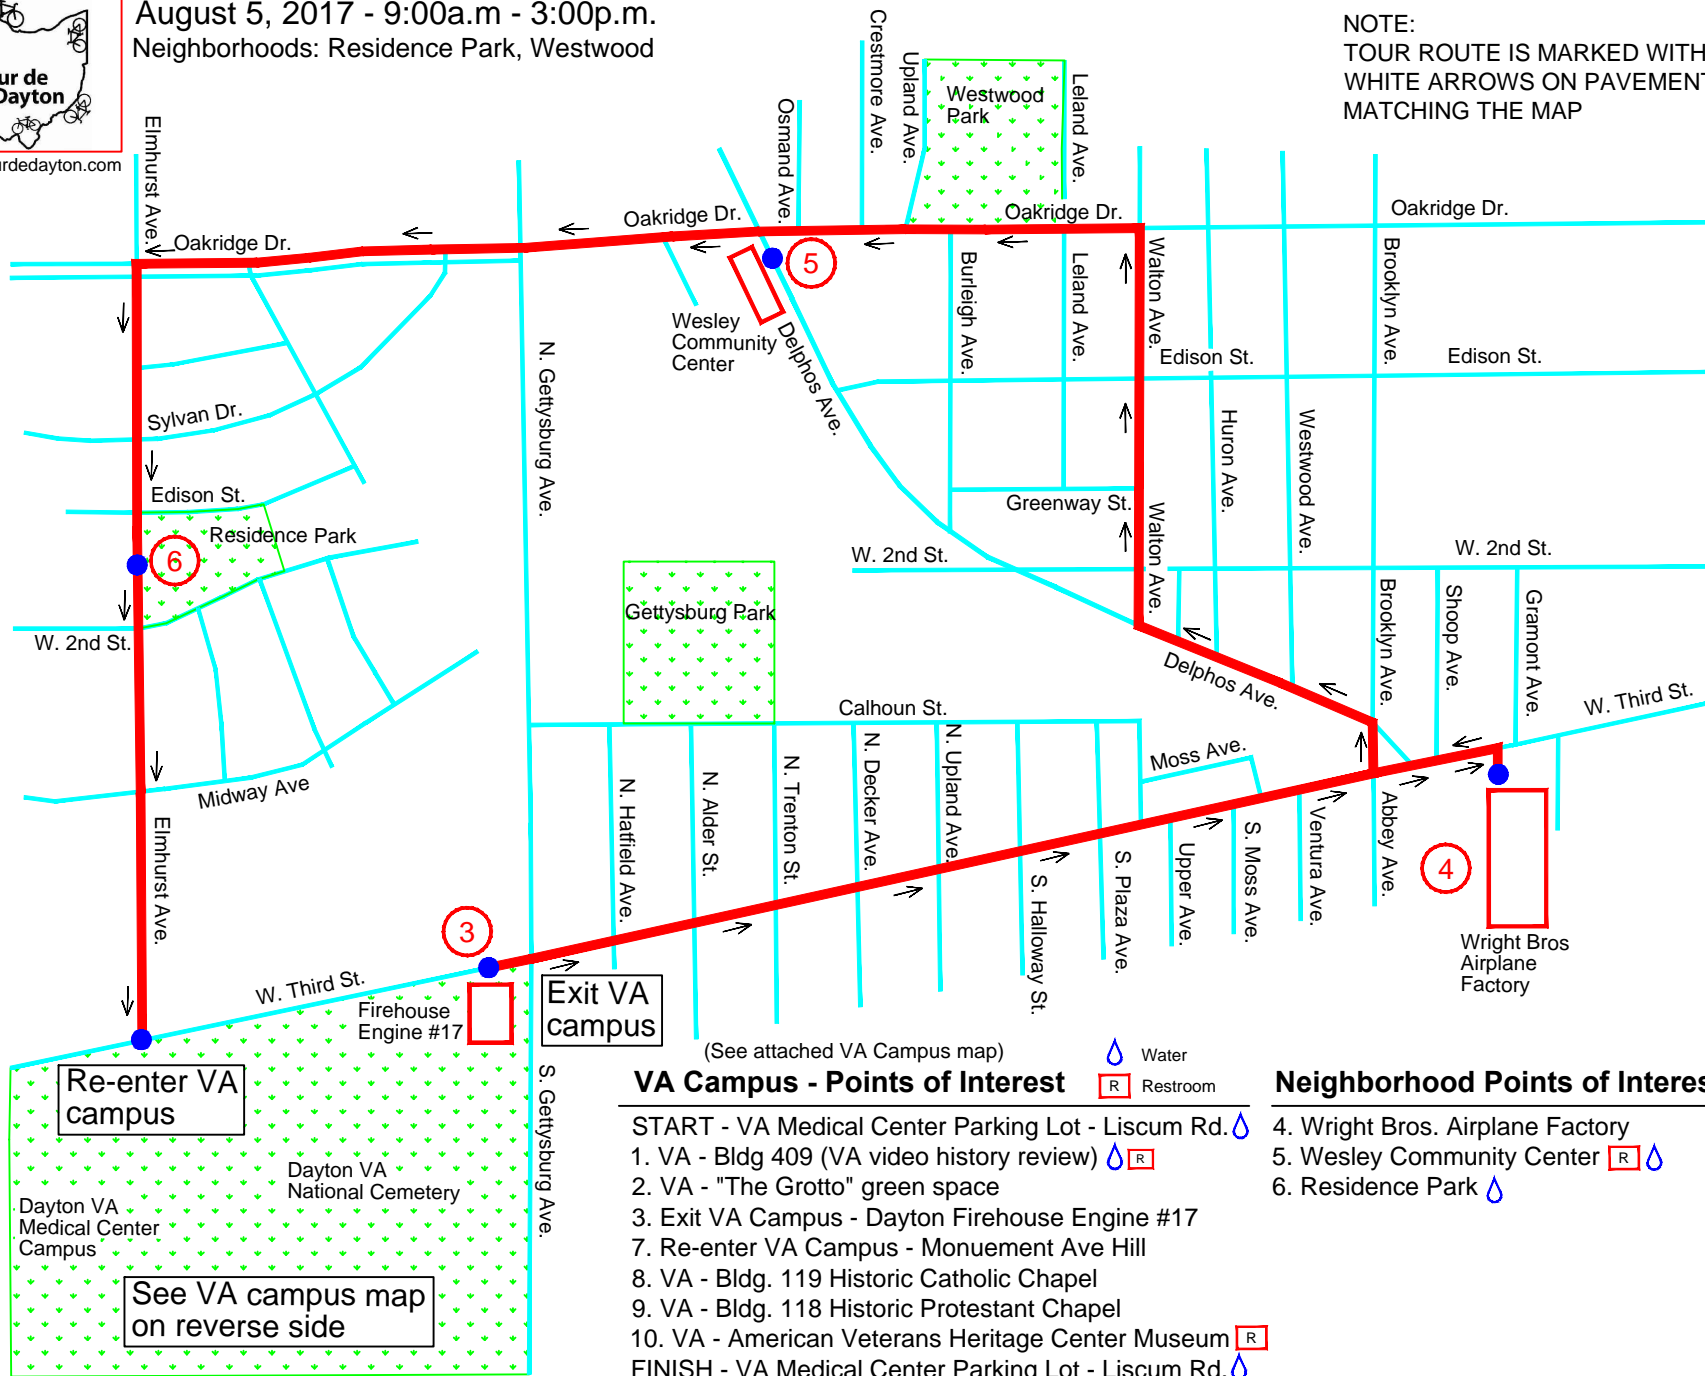 August 5, 2017 - 9:00a.m - 3:00p.m.
Neighborhoods: Residence Park, Westwood
ur de
Dayton
urdedayton.com
NOTE:
TOUR ROUTE IS MARKED WITH
WHITE ARROWS ON PAVEMENT
MATCHING THE MAP
Elmhurst Ave.
Oakridge Dr.
Oakridge Dr.
Osmand Ave.
Crestmore Ave.
Upland Ave.
Westwood
Park
Leland Ave.
Oakridge Dr.
Oakridge Dr.
5
Wesley
Community
Center
Delphos Ave.
Burleigh Ave.
Leland Ave.
Walton Ave.
Brooklyn Ave.
Edison St.
Edison St.
N. Gettysburg Ave.
Sylvan Dr.
Huron Ave.
Westwood Ave.
Edison St.
Residence Park
6
Greenway St.
Walton Ave.
W. 2nd St.
W. 2nd St.
W. 2nd St.
Gettysburg Park
Brooklyn Ave.
Shoop Ave.
Gramont Ave.
Delphos Ave.
W. Third St.
Calhoun St.
Moss Ave.
Midway Ave
Elmhurst Ave.
N. Hatfield Ave.
N. Alder St.
N. Trenton St.
N. Decker Ave.
N. Upland Ave.
S. Halloway St.
S. Plaza Ave.
Upper Ave.
S. Moss Ave.
Ventura Ave.
Abbey Ave.
4
Wright Bros
Airplane
Factory
3
W. Third St.
Firehouse
Engine #17
Exit VA
campus
Re-enter VA
campus
S. Gettysburg Ave.
Dayton VA
National Cemetery
Dayton VA
Medical Center
Campus
See VA campus map
on reverse side
(See attached VA Campus map)
Water
VA Campus - Points of Interest
R Restroom
START - VA Medical Center Parking Lot - Liscum Rd.
1. VA - Bldg 409 (VA video history review) R
2. VA - "The Grotto" green space
3. Exit VA Campus - Dayton Firehouse Engine #17
7. Re-enter VA Campus - Monuement Ave Hill
8. VA - Bldg. 119 Historic Catholic Chapel
9. VA - Bldg. 118 Historic Protestant Chapel
10. VA - American Veterans Heritage Center Museum R
FINISH - VA Medical Center Parking Lot - Liscum Rd.
Neighborhood Points of Interes
4. Wright Bros. Airplane Factory
5. Wesley Community Center R
6. Residence Park